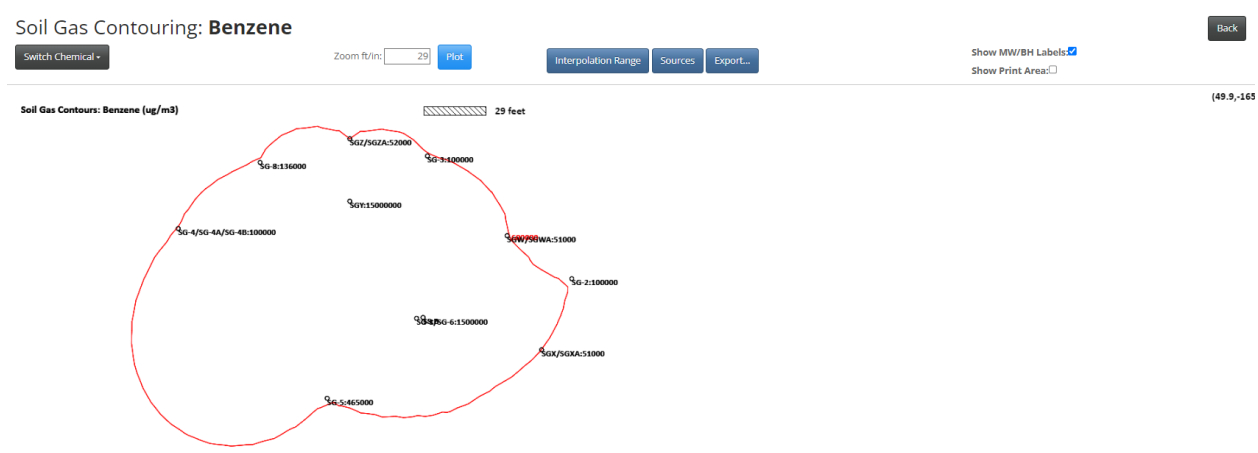 Soil Gas Contouring: Benzene
Back
Switch Chemical
Zoom ft/in: 29 Plot
Interpolation Range Sources Export...
Show MW/BH Labels:
Show Print Area:
(49.9,-165
Soil Gas Contours: Benzene (ug/m3)
29 feet
SGZ/SGZA:52000
SG-3:100000
SG-8:136000
SGY:15000000
SG-4/SG-4A/SG-4B:100000
SGW/SGWA:51000
SG-2:100000
SG-6:1500000
SGX/SGXA:51000
SG-5:465000